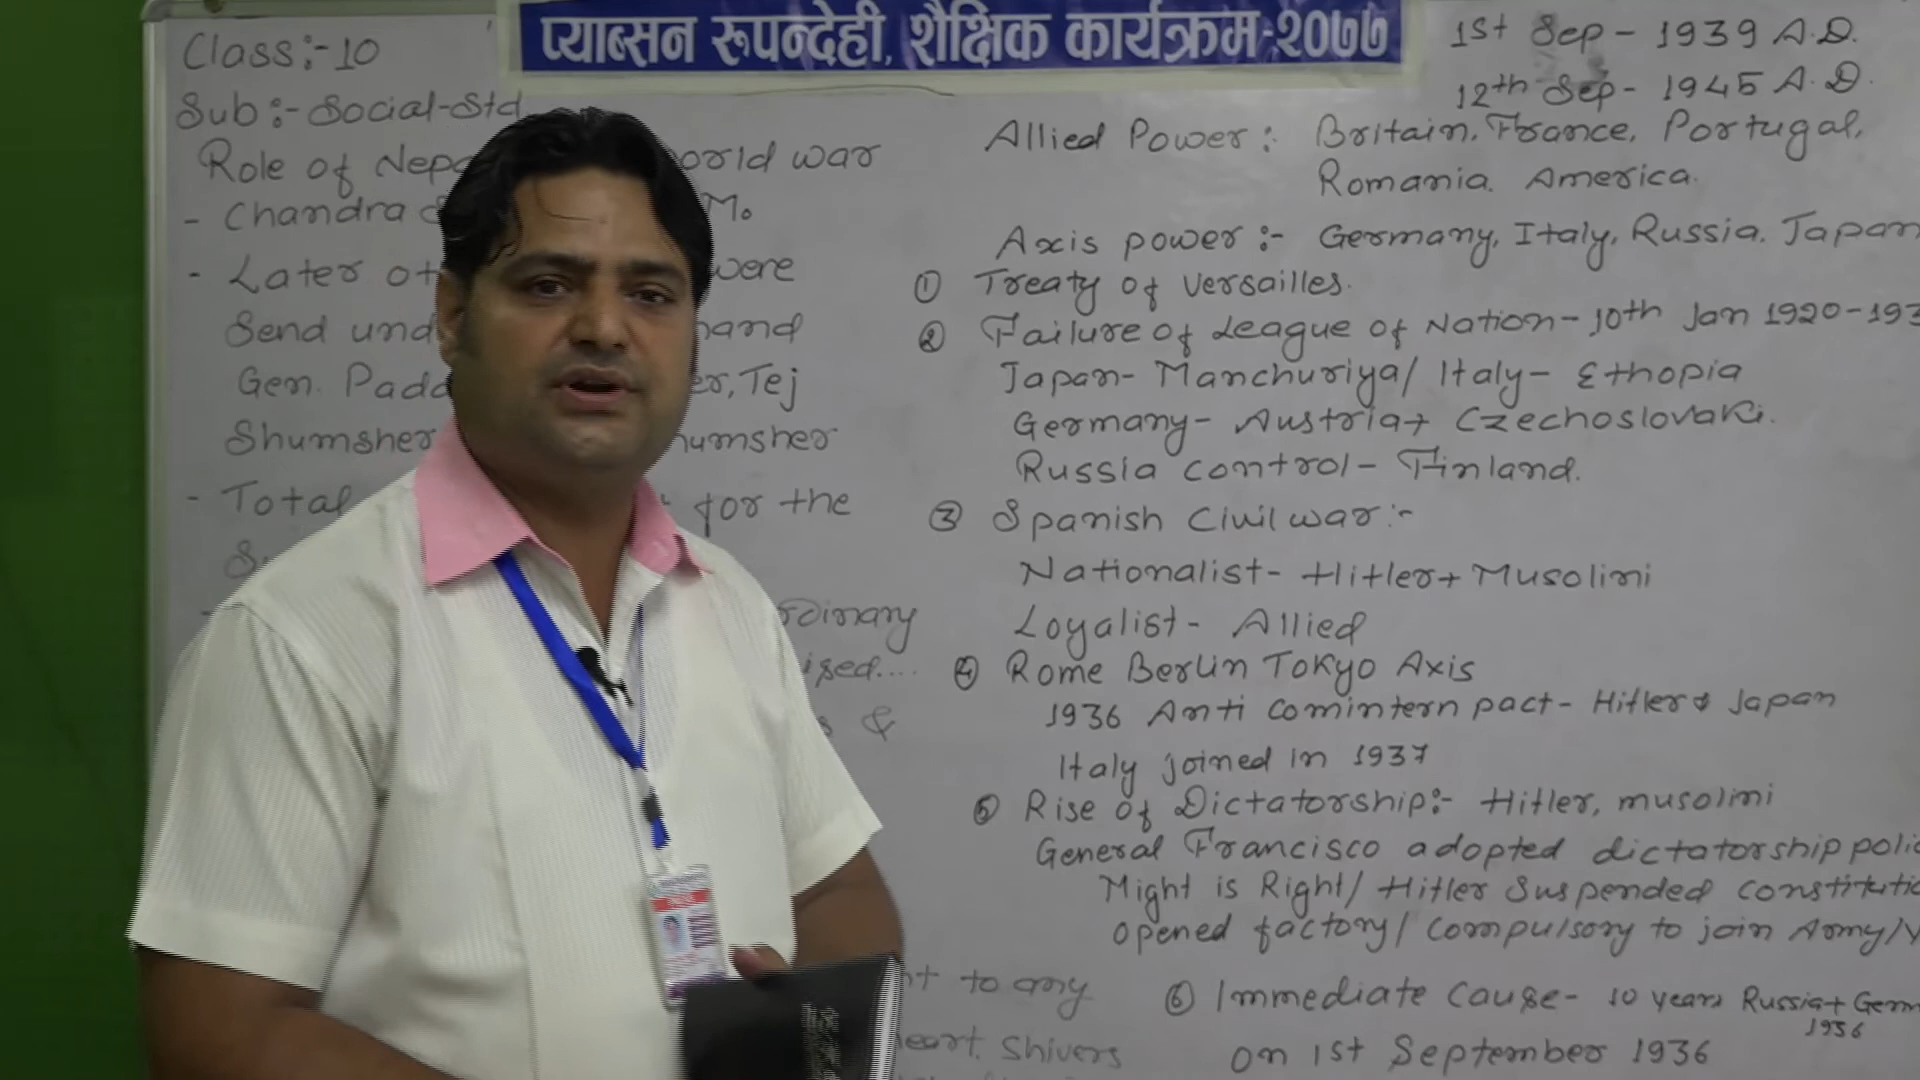 प्याब्सन रूपन्देही, शैक्षिक कार्यक्रम-२०७७
Class:-10
Sub:- Social-Std
Role of world war
- Chandra M.
- Later were
Send
Gen.
Shumsher
- Total for the
&
to any
Shivers
1st Sep - 1939 A.D.
12th Sep - 1945 A.D.
Allied Power: Britain, France, Portugal,
Romania. America.
Axis power :- Germany, Italy, Russia. Japan
① Treaty of Versailles.
② Failure of League of Nation - 10th Jan 1920-193
Japan- Manchuriya/ Italy- Ethopia
Germany- Austria+ Czechoslovaki.
Russia control- Finland.
③ Spanish Civil war:-
Nationalist- Hitler+ Musolini
Loyalist- Allied
④ Rome Berlin Tokyo Axis
1936 Anti comintern pact- Hitler & Japan
Italy joined in 1937
⑤ Rise of Dictatorship:- Hitler, musolini
General Francisco adopted dictatorship
Might is Right/ Hitler Suspended
opened factory/ Compulsory to join Army/
⑥ Immediate Cause- 10 years Russia+
1936
on 1st September 1936